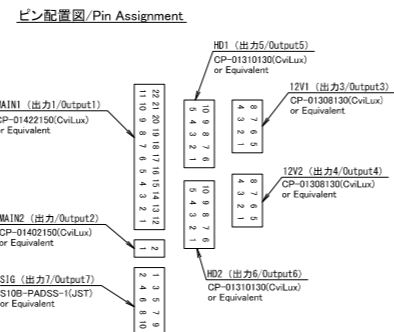 ピン配置図/Pin Assignment
HD1 (出力5/Output5)
CP-01310130(CviLux)
or Equivalent
12V1 (出力3/Output3)
CP-01308130(CviLux)
or Equivalent
MAIN1 (出力1/Output1)
CP-01422150(CviLux)
or Equivalent
22 21 20 19 18 17 16 15 14 13 12
11 10 9 8 7 6 5 4 3 2 1
10 9 8 7 6
5 4 3 2 1
8 7 6 5
4 3 2 1
12V2 (出力4/Output4)
CP-01308130(CviLux)
or Equivalent
10 9 8 7 6
5 4 3 2 1
8 7 6 5
4 3 2 1
MAIN2 (出力2/Output2)
CP-01402150(CviLux)
or Equivalent
1 2
HD2 (出力6/Output6)
CP-01310130(CviLux)
or Equivalent
SIG (出力7/Output7)
S10B-PADSS-1(JST)
or Equivalent
1 3 5 7 9
2 4 6 8 10